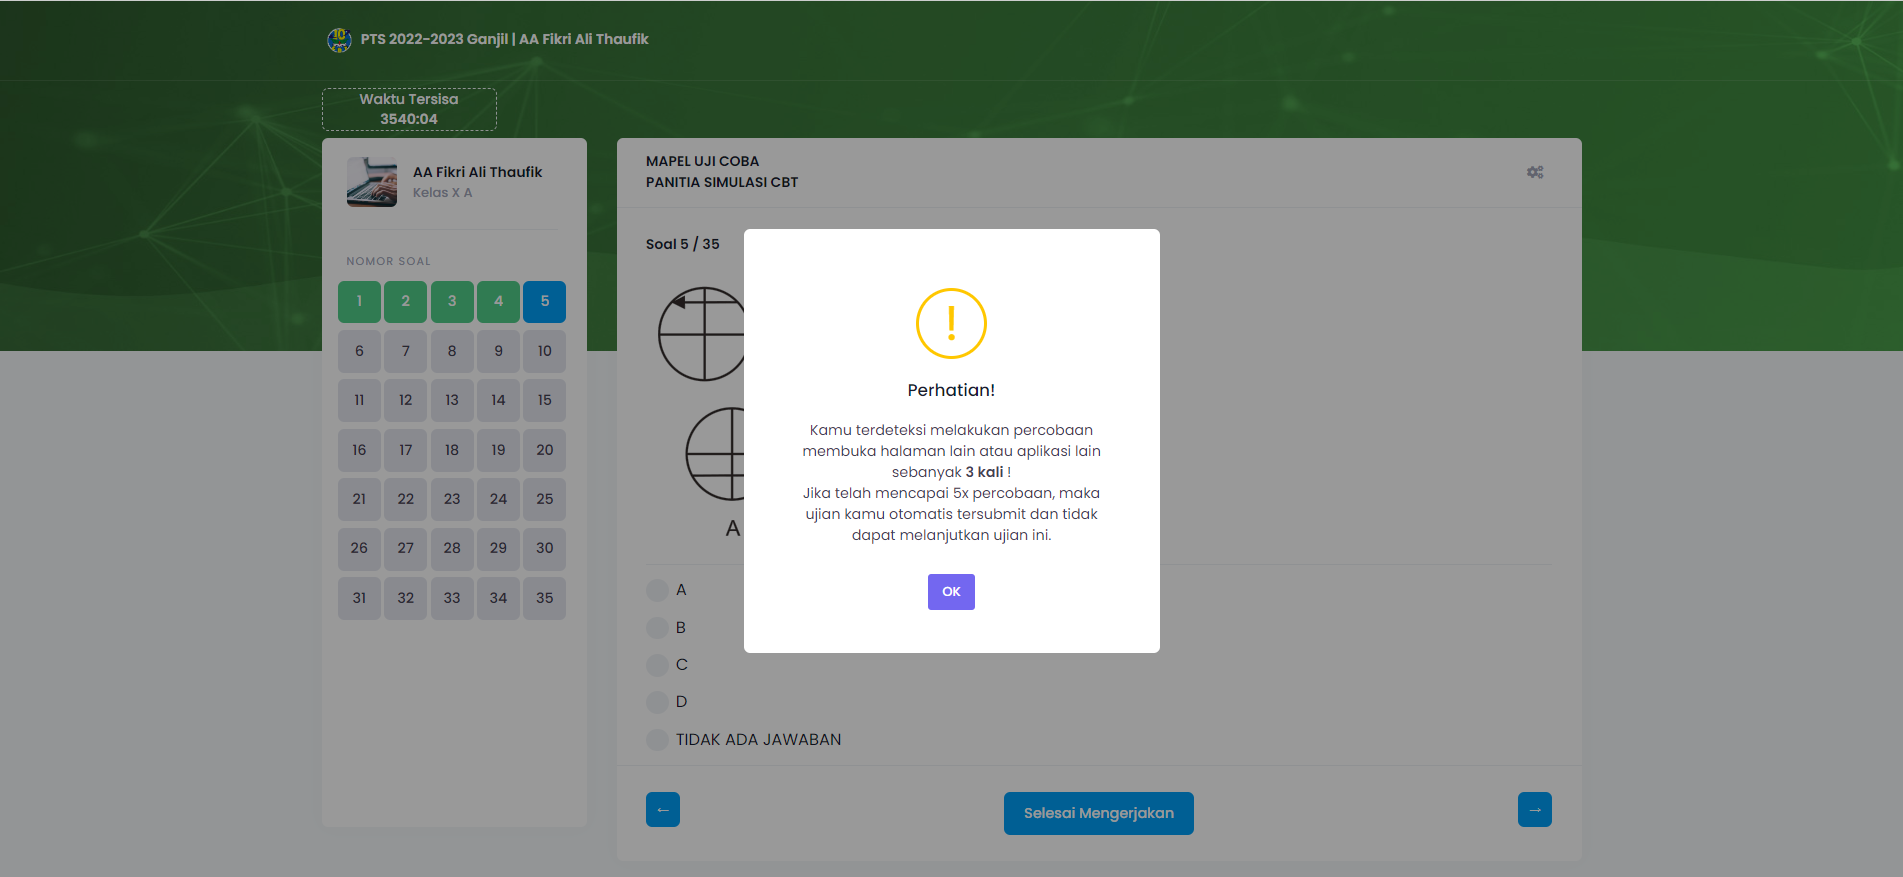 PTS 2022-2023 Ganjil | AA Fikri Ali Thaufik
Waktu Tersisa
3540:04
AA Fikri Ali Thaufik
Kelas X A
NOMOR SOAL
1 2 3 4 5
6 7 8 9 10
11 12 13 14 15
16 17 18 19 20
21 22 23 24 25
26 27 28 29 30
31 32 33 34 35
MAPEL UJI COBA
PANITIA SIMULASI CBT
Soal 5 / 35
A
Perhatian!
Kamu terdeteksi melakukan percobaan
membuka halaman lain atau aplikasi lain
sebanyak 3 kali !
Jika telah mencapai 5x percobaan, maka
ujian kamu otomatis tersubmit dan tidak
dapat melanjutkan ujian ini.
OK
A
B
C
D
TIDAK ADA JAWABAN
←
Selesai Mengerjakan
→